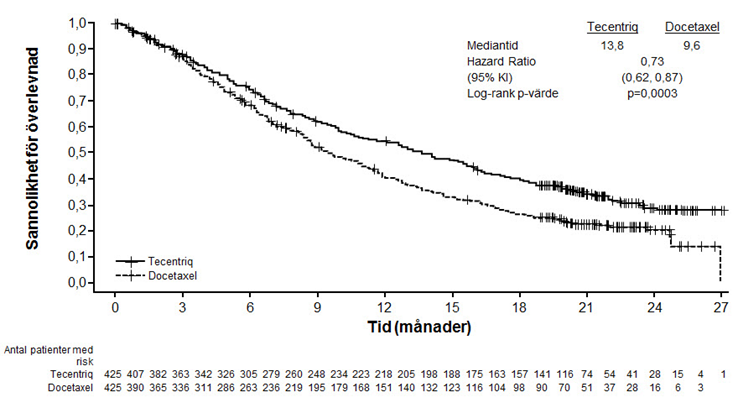 Tecentriq Docetaxel
Mediantid 13,8 9,6
Hazard Ratio 0,73
(95% KI) (0,62, 0,87)
Log-rank p-värde p=0,0003
Sannolikhet för överlevnad
1,0
0,9
0,8
0,7
0,6
0,5
0,4
0,3
0,2
0,1
0,0
Tecentriq
Docetaxel
0 3 6 9 12 15 18 21 24 27
Tid (månader)
Antal patienter med
risk
Tecentriq 425 407 382 363 342 326 305 279 260 248 234 223 218 205 198 188 175 163 157 141 116 74 54 41 28 15 4 1
Docetaxel 425 390 365 336 311 286 263 236 219 195 179 168 151 140 132 123 116 104 98 90 70 51 37 28 16 6 3